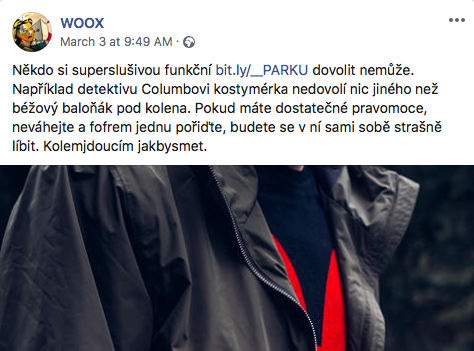 WOOX
March 3 at 9:49 AM ·
Někdo si superslušivou funkční bit.ly/__PARKU dovolit nemůže.
Například detektivu Columbovi kostymérka nedovolí nic jiného než
béžový baloňák pod kolena. Pokud máte dostatečné pravomoce,
neváhejte a fofrem jednu pořiďte, budete se v ní sami sobě strašně
líbit. Kolemjdoucím jakbysmet.